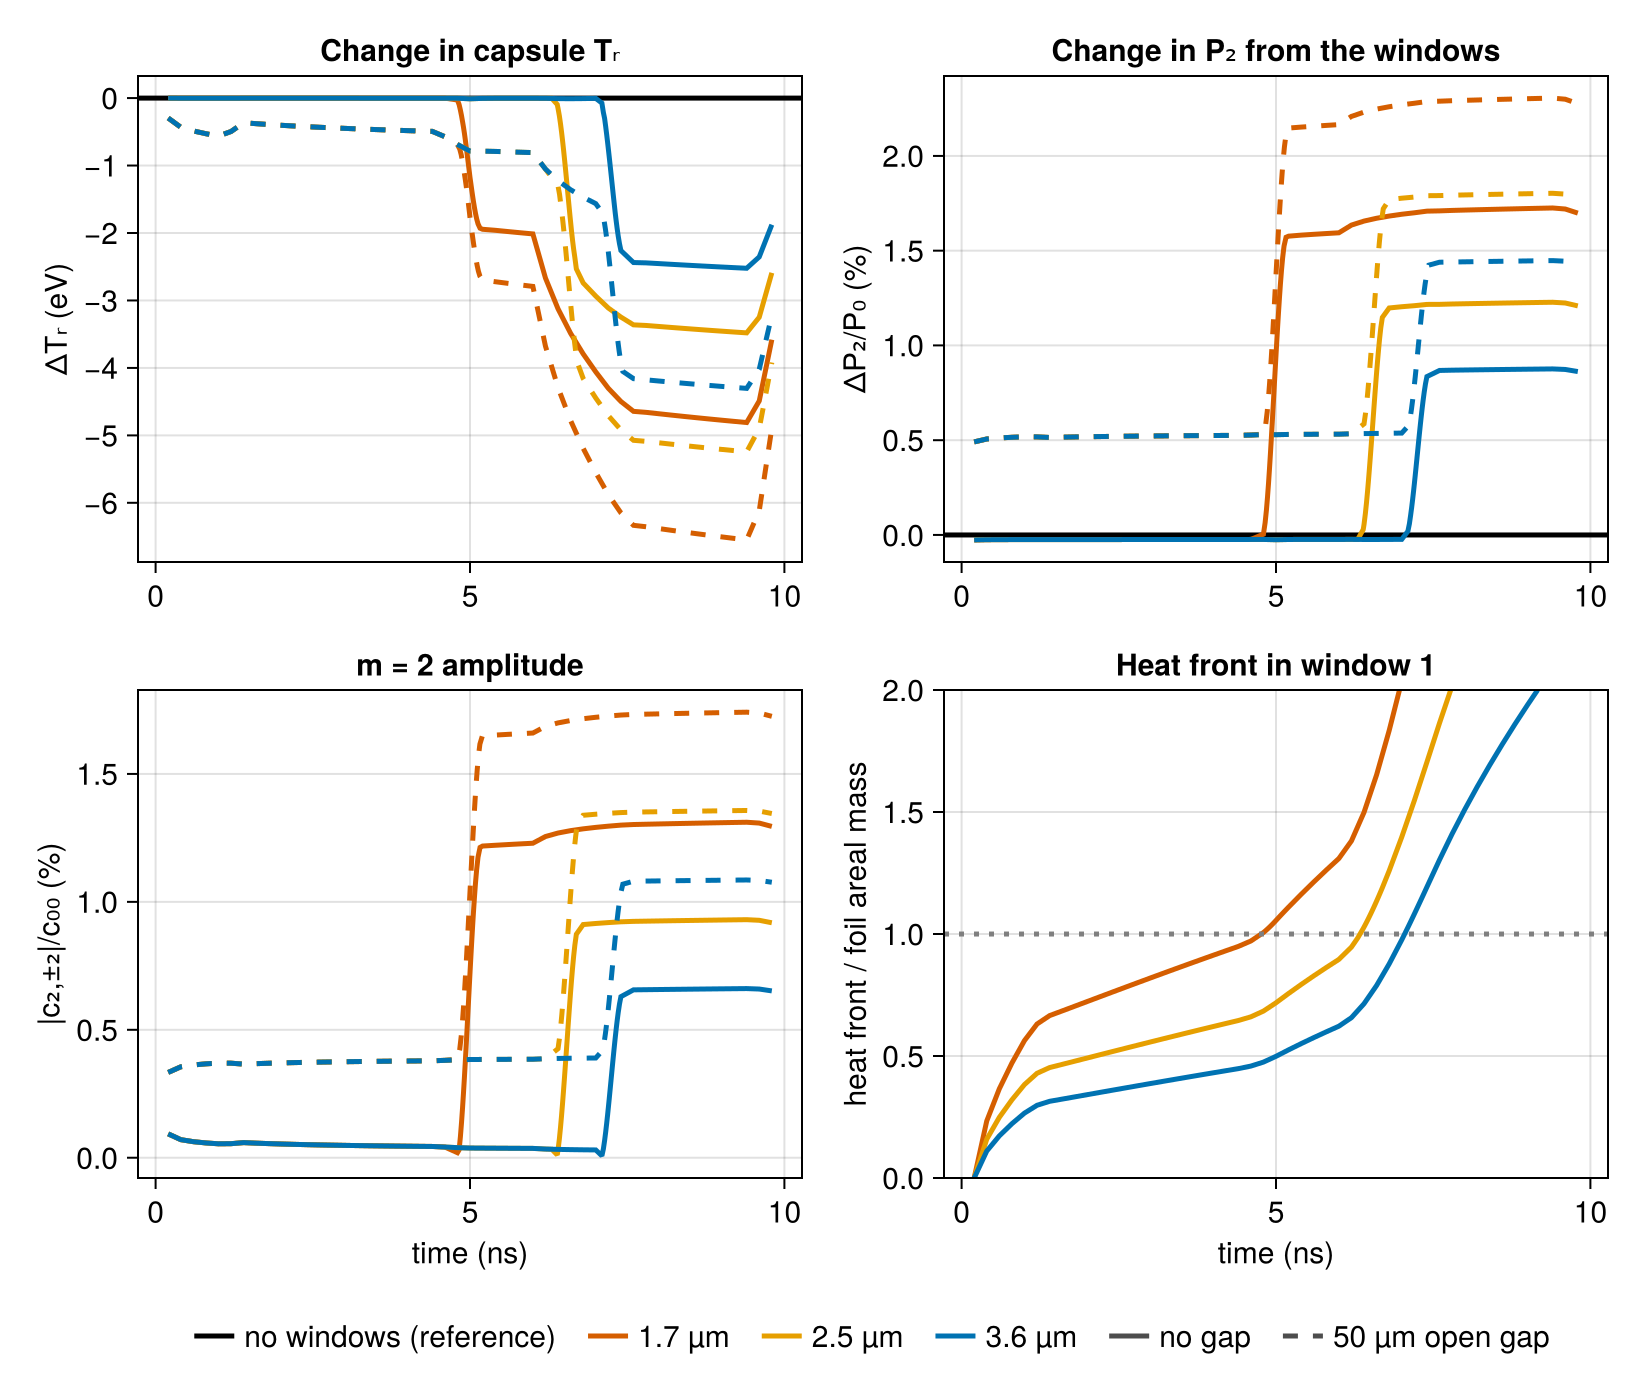 Change in capsule Tᵣ
ΔTᵣ (eV)
0
−1
−2
−3
−4
−5
−6
0 5 10
Change in P₂ from the windows
ΔP₂/P₀ (%)
2.0
1.5
1.0
0.5
0.0
0 5 10
m = 2 amplitude
|c₂,±₂|/c₀₀ (%)
1.5
1.0
0.5
0.0
0 5 10
time (ns)
Heat front in window 1
heat front / foil areal mass
2.0
1.5
1.0
0.5
0.0
0 5 10
time (ns)
no windows (reference) 1.7 μm 2.5 μm 3.6 μm no gap 50 μm open gap